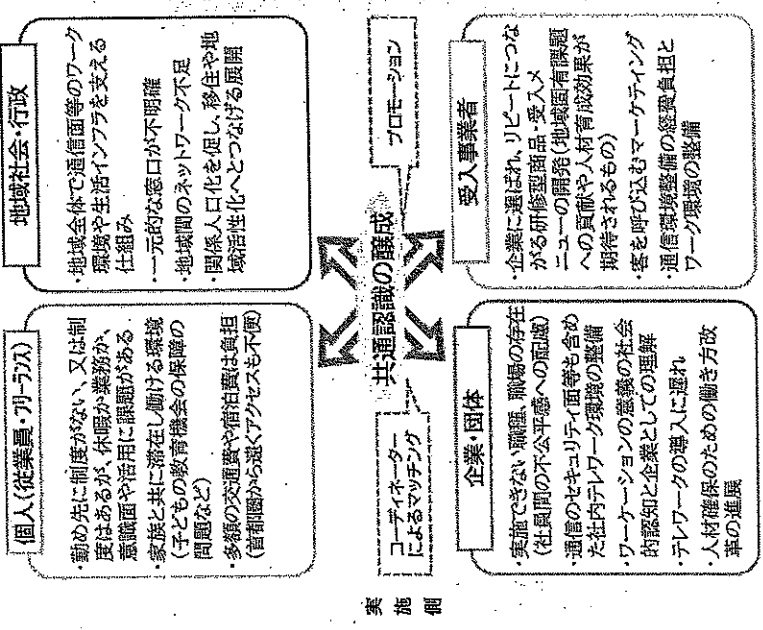 個人(従業員・フリーランス)
・勤め先に制度がない、又は制
度はあるが、休暇か業務か、
意識面や活用に課題がある
・家族と共に滞在し働ける環境
(子どもの教育機会の保障の
問題など)
・多額の交通費や宿泊費は負担
(首都圏から遠くアクセスも不便)
地域社会・行政
・地域全体で通信面等のワーク
環境や生活インフラを支える
仕組み
・一元的な窓口が不明確
・地域間のネットワーク不足
・関係人口化を促し、移住や地
域活性化へとつなげる展開
実施側
コーディネーター
によるマッチング
共通認識の醸成
プロモーション
企業・団体
・実施できない職種、職場の存在
(社員間の不公平感への配慮)
・通信のセキュリティ面等も含め
た社内テレワーク環境の整備
・ワーケーションの意義の社会
的認知と企業としての理解
・テレワークの導入に遅れ
・人材確保のための働き方改
革の進展
受入事業者
・企業に選ばれ、リピートにつな
がる研修型商品・受入メ
ニューの開発(地域固有課題
への貢献や人材育成効果が
期待されるもの)
・客を呼び込むマーケティング
・通信環境整備の経費負担と
ワーク環境の整備